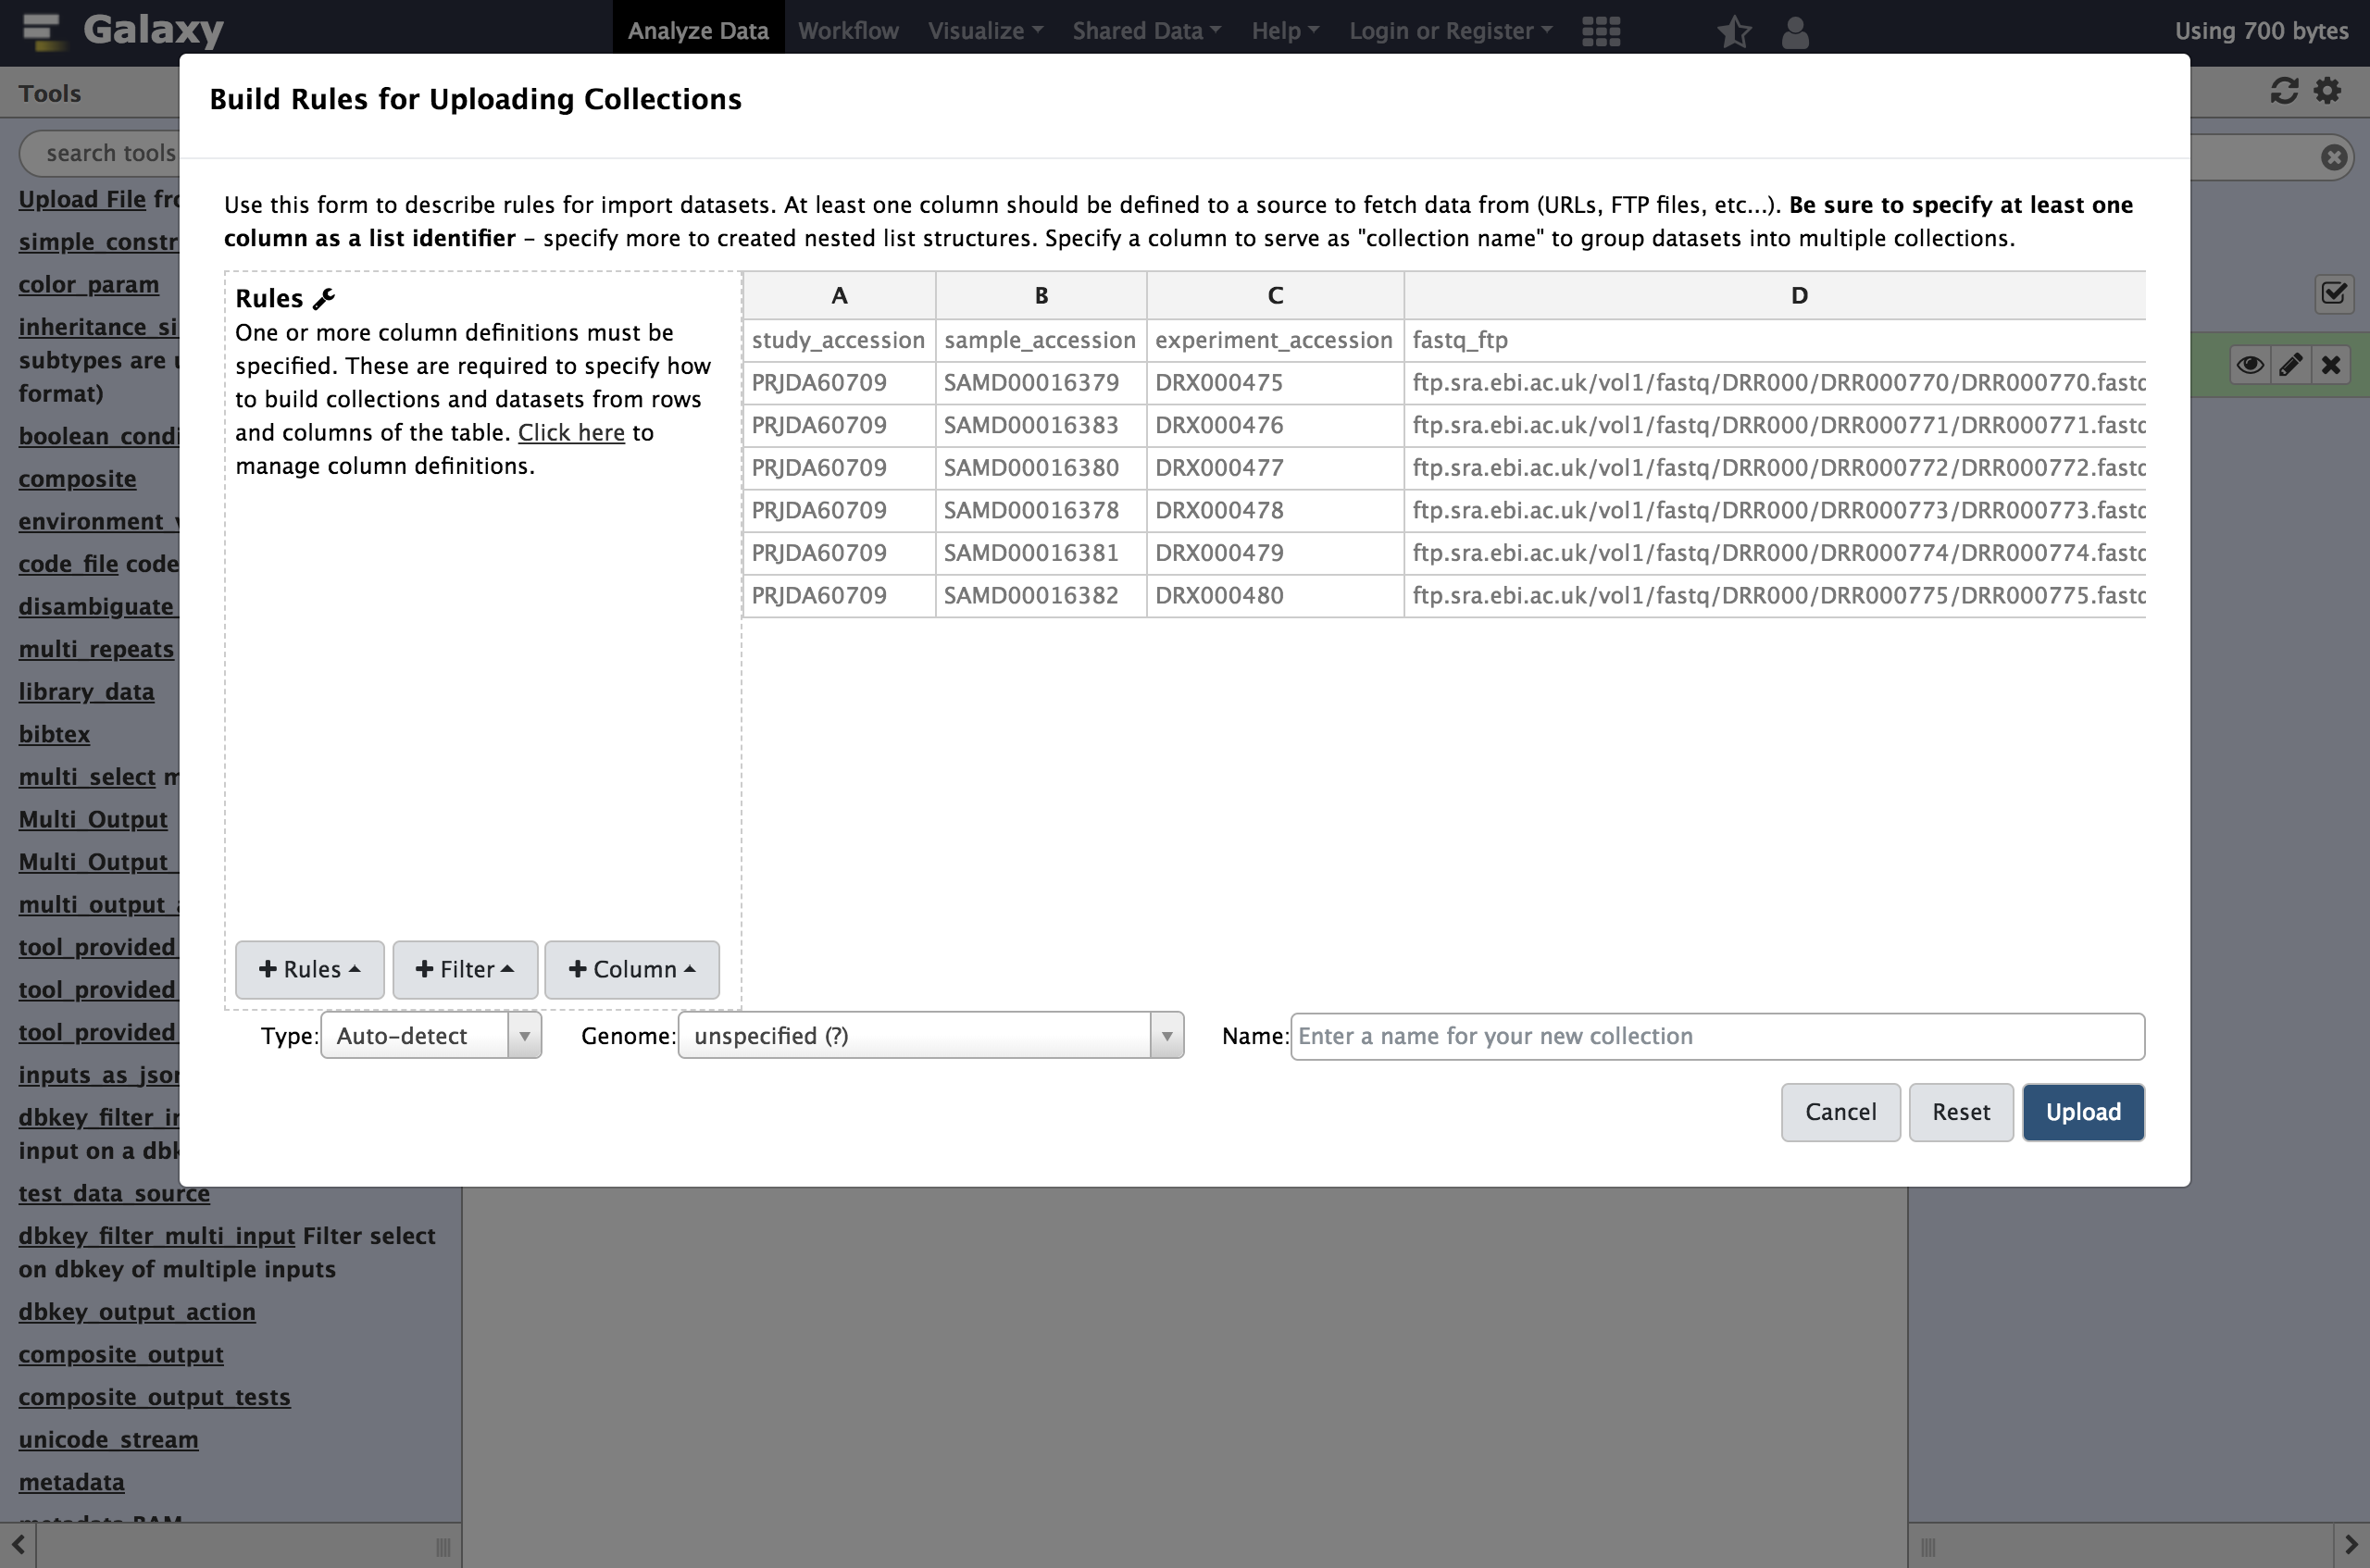 Galaxy
Analyze Data
Workflow
Visualize
Shared Data
Help
Login or Register
Using 700 bytes
Tools
search tools
Upload File
simple_constr
color_param
inheritance_si
subtypes are
format)
boolean_condi
composite
environment
code_file code
disambiguate
multi_repeats
library_data
bibtex
multi_select
Multi_Output
Multi_Output
multi_output
tool_provided
tool_provided
tool_provided
inputs_as_json
dbkey_filter_in
input on a dbk
test_data_source
dbkey_filter_multi_input Filter select
on dbkey of multiple inputs
dbkey_output_action
composite_output
composite_output_tests
unicode_stream
metadata
Build Rules for Uploading Collections
Use this form to describe rules for import datasets. At least one column should be defined to a source to fetch data from (URLs, FTP files, etc...). Be sure to specify at least one
column as a list identifier – specify more to created nested list structures. Specify a column to serve as "collection name" to group datasets into multiple collections.
Rules
One or more column definitions must be
specified. These are required to specify how
to build collections and datasets from rows
and columns of the table. Click here to
manage column definitions.
A B C D
study_accession sample_accession experiment_accession fastq_ftp
PRJDA60709 SAMD00016379 DRX000475 ftp.sra.ebi.ac.uk/vol1/fastq/DRR000/DRR000770/DRR000770.fastq
PRJDA60709 SAMD00016383 DRX000476 ftp.sra.ebi.ac.uk/vol1/fastq/DRR000/DRR000771/DRR000771.fastq
PRJDA60709 SAMD00016380 DRX000477 ftp.sra.ebi.ac.uk/vol1/fastq/DRR000/DRR000772/DRR000772.fastq
PRJDA60709 SAMD00016378 DRX000478 ftp.sra.ebi.ac.uk/vol1/fastq/DRR000/DRR000773/DRR000773.fastq
PRJDA60709 SAMD00016381 DRX000479 ftp.sra.ebi.ac.uk/vol1/fastq/DRR000/DRR000774/DRR000774.fastq
PRJDA60709 SAMD00016382 DRX000480 ftp.sra.ebi.ac.uk/vol1/fastq/DRR000/DRR000775/DRR000775.fastq
Rules
Filter
Column
Type: Auto-detect
Genome: unspecified (?)
Name: Enter a name for your new collection
Cancel
Reset
Upload